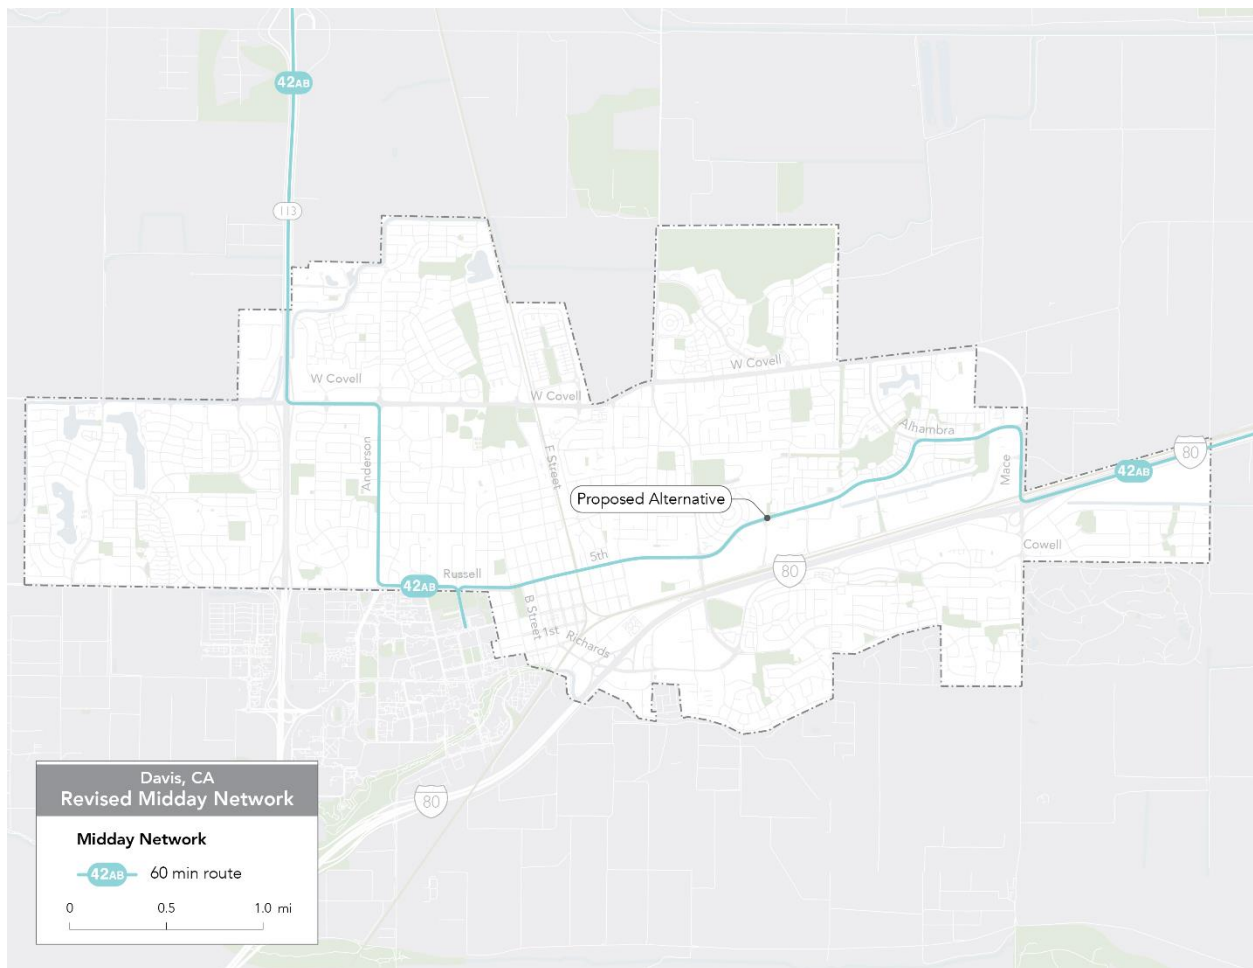 42AB
113
W Covell
W Covell
W Covell
Alhambra
Anderson
F Street
Mace
80
42AB
Proposed Alternative
5th
Cowell
80
Russell
42AB
B Street
1st
Richards
80
Davis, CA
Revised Midday Network
Midday Network
42AB 60 min route
0 0.5 1.0 mi